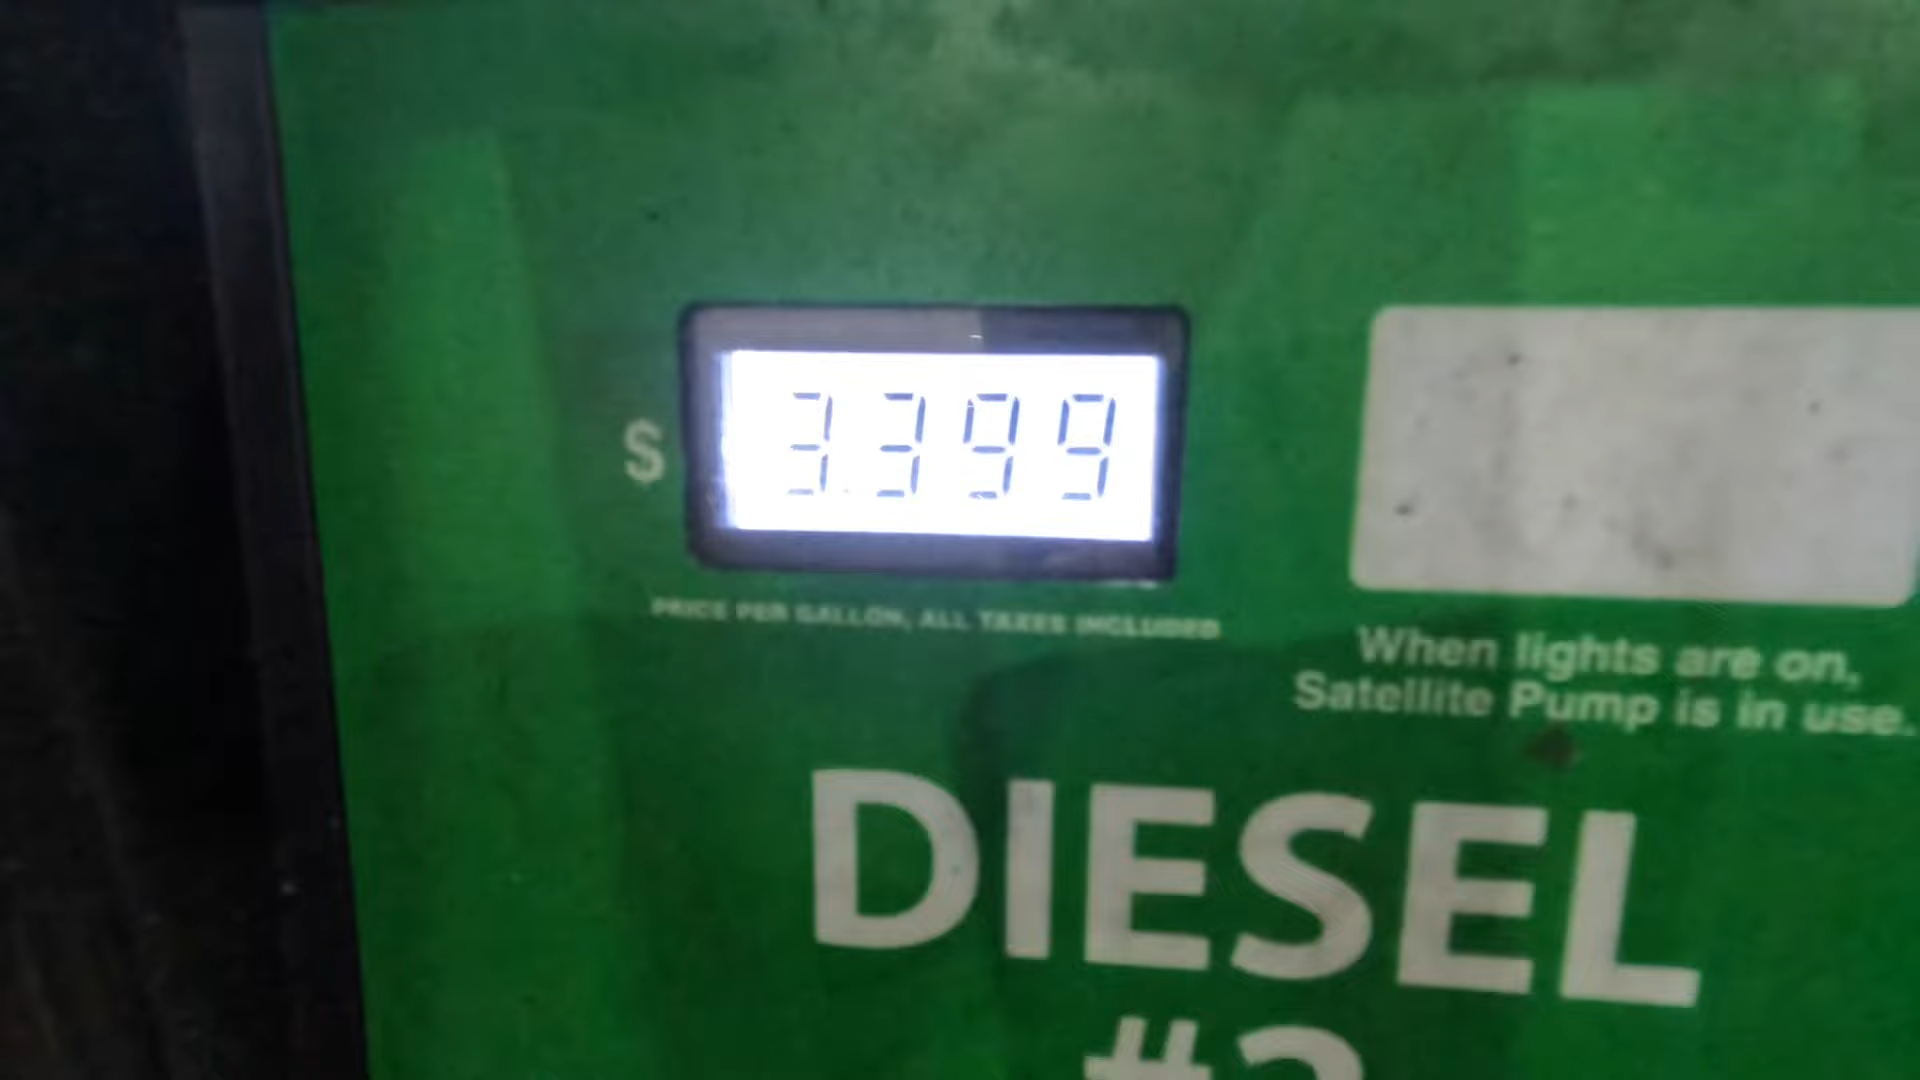 $ 3.399
PRICE PER GALLON, ALL TAXES INCLUDED
When lights are on,
Satellite Pump is in use.
DIESEL
#2